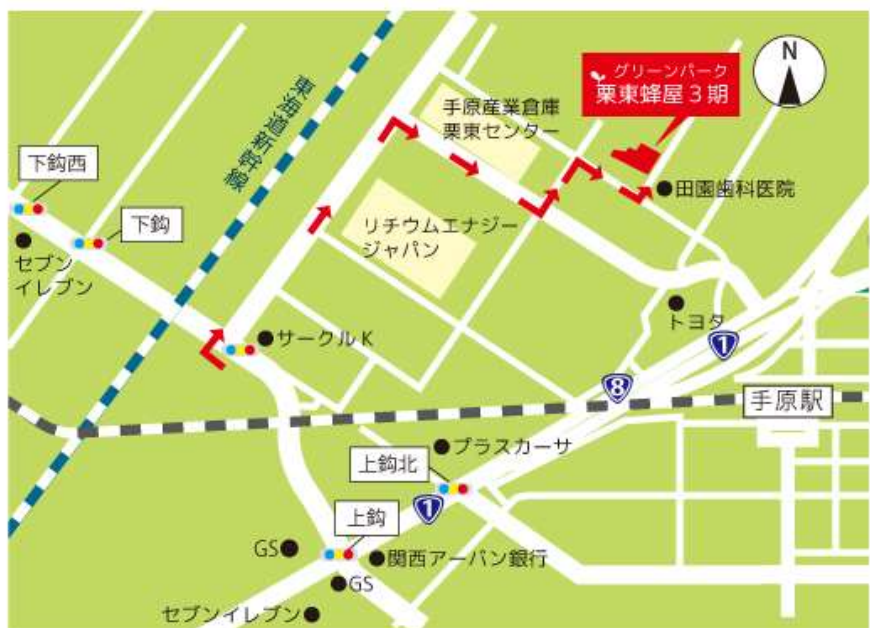 N
グリーンパーク
栗東蜂屋3期
東海道新幹線
手原産業倉庫
栗東センター
下鈎西
下鈎
田園歯科医院
リチウムエナジー
ジャパン
セブン
イレブン
トヨタ
サークルK
1
8
手原駅
プラスカーサ
上鈎北
1
上鈎
GS
関西アーバン銀行
GS
セブンイレブン